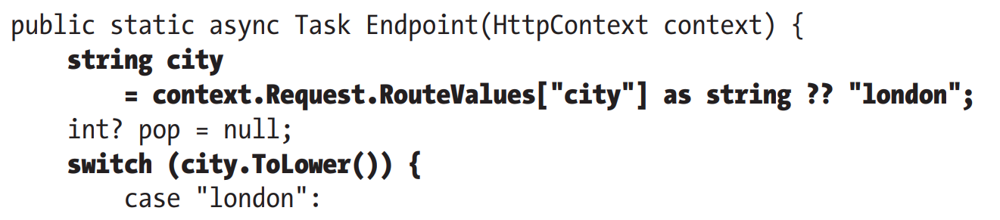 public static async Task Endpoint(HttpContext context) {
    string city
        = context.Request.RouteValues["city"] as string ?? "london";
    int? pop = null;
    switch (city.ToLower()) {
        case "london":